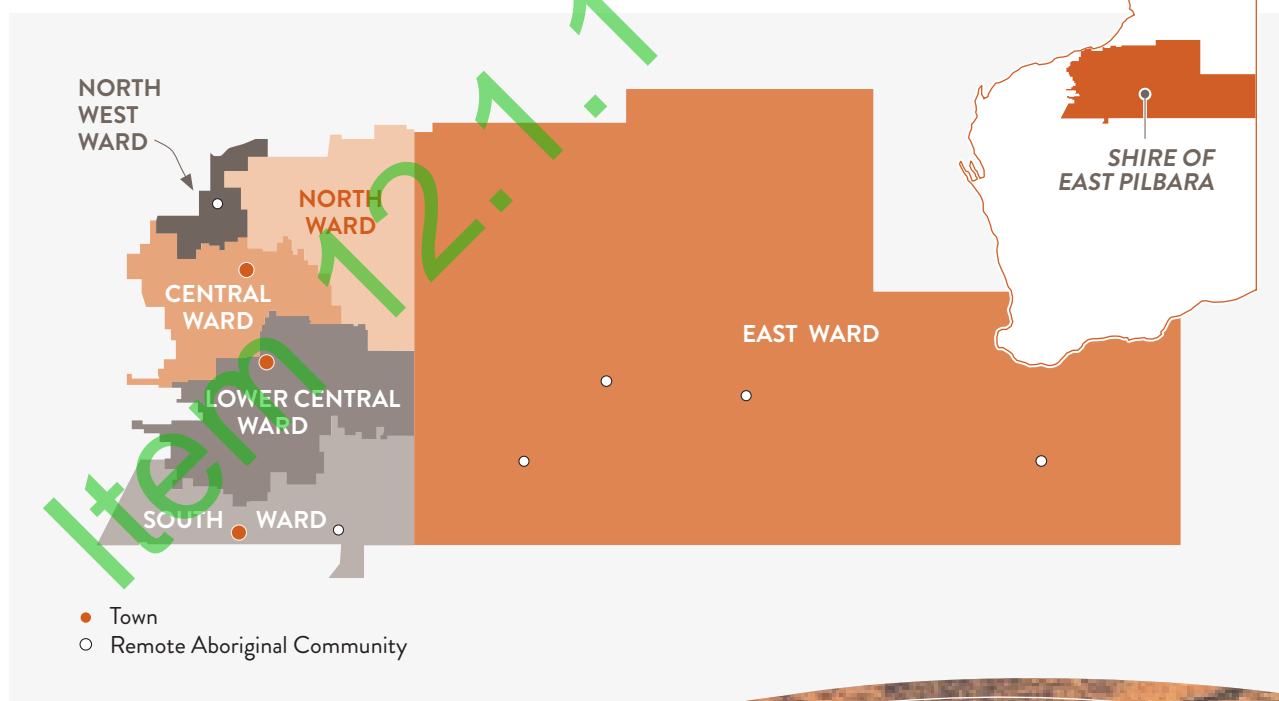 NORTH
WEST
WARD
NORTH
WARD
CENTRAL
WARD
LOWER CENTRAL
WARD
SOUTH WARD
EAST WARD
SHIRE OF
EAST PILBARA
Town
Remote Aboriginal Community
Item 12.1.1